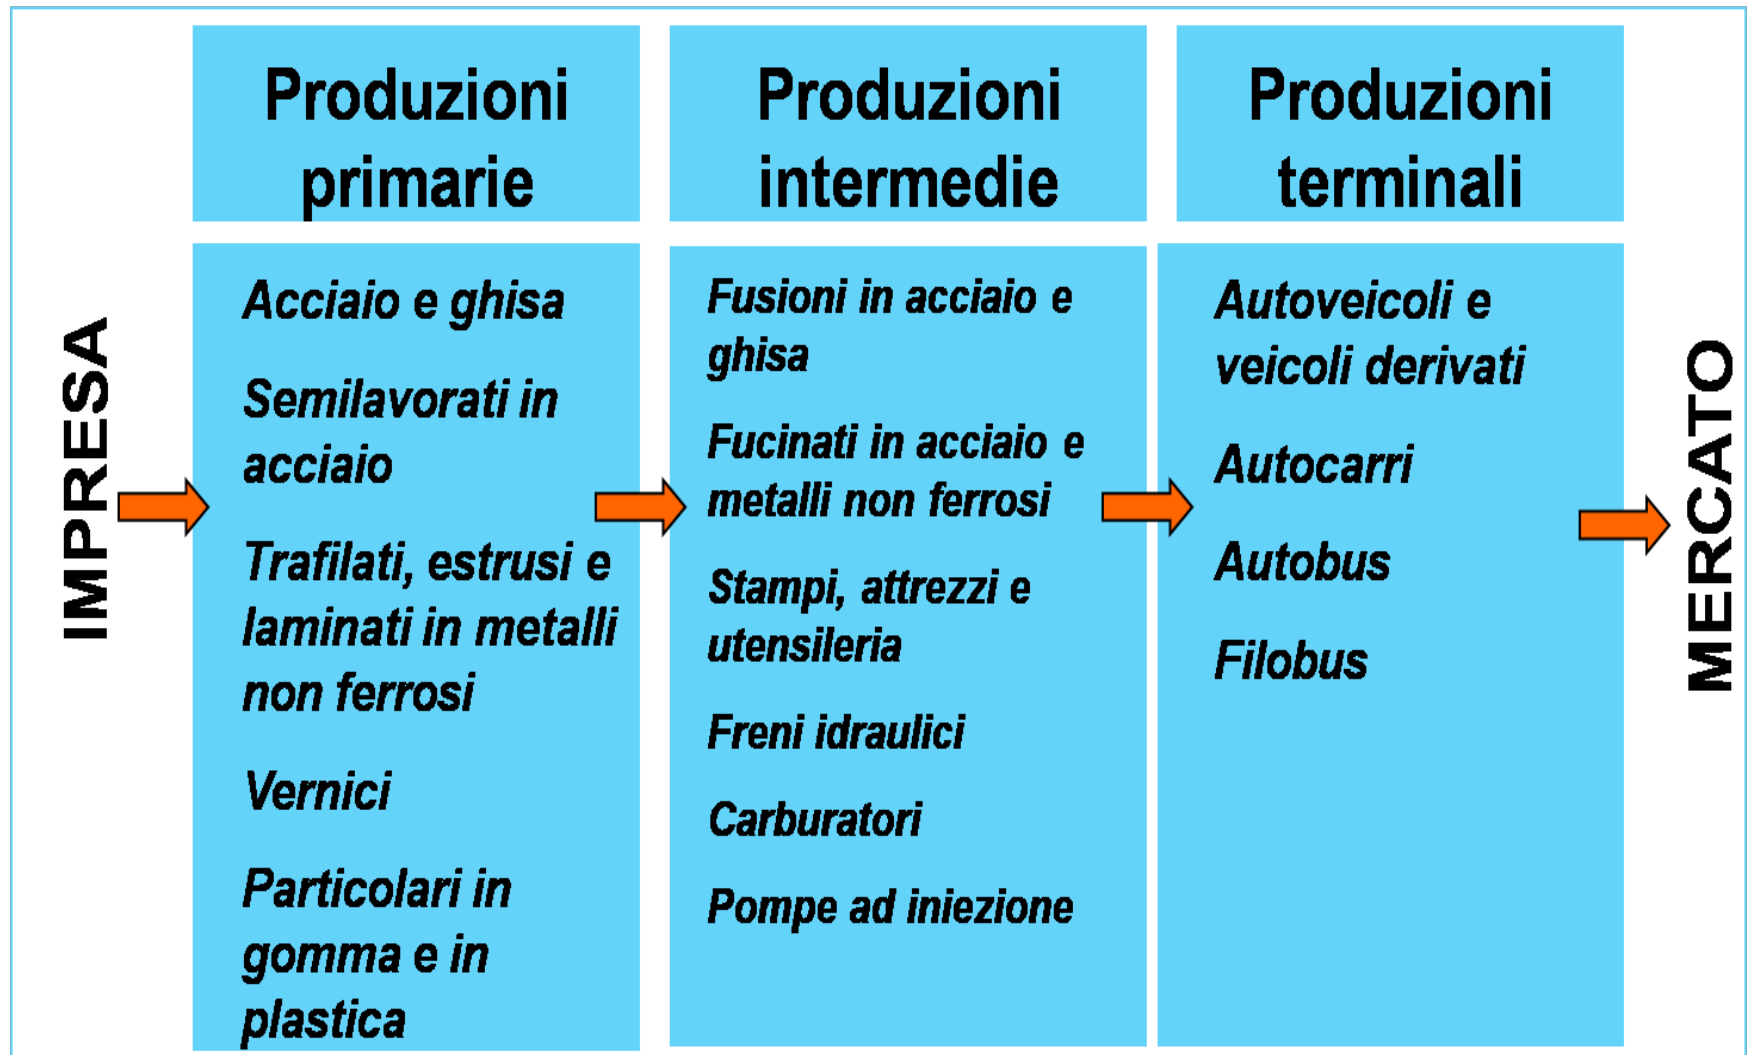 IMPRESA
Produzioni
primarie
Acciaio e ghisa
Semilavorati in
acciaio
Trafilati, estrusi e
laminati in metalli
non ferrosi
Vernici
Particolari in
gomma e in
plastica
Produzioni
intermedie
Fusioni in acciaio e
ghisa
Fucinati in acciaio e
metalli non ferrosi
Stampi, attrezzi e
utensileria
Freni idraulici
Carburatori
Pompe ad iniezione
Produzioni
terminali
Autoveicoli e
veicoli derivati
Autocarri
Autobus
Filobus
MERCATO